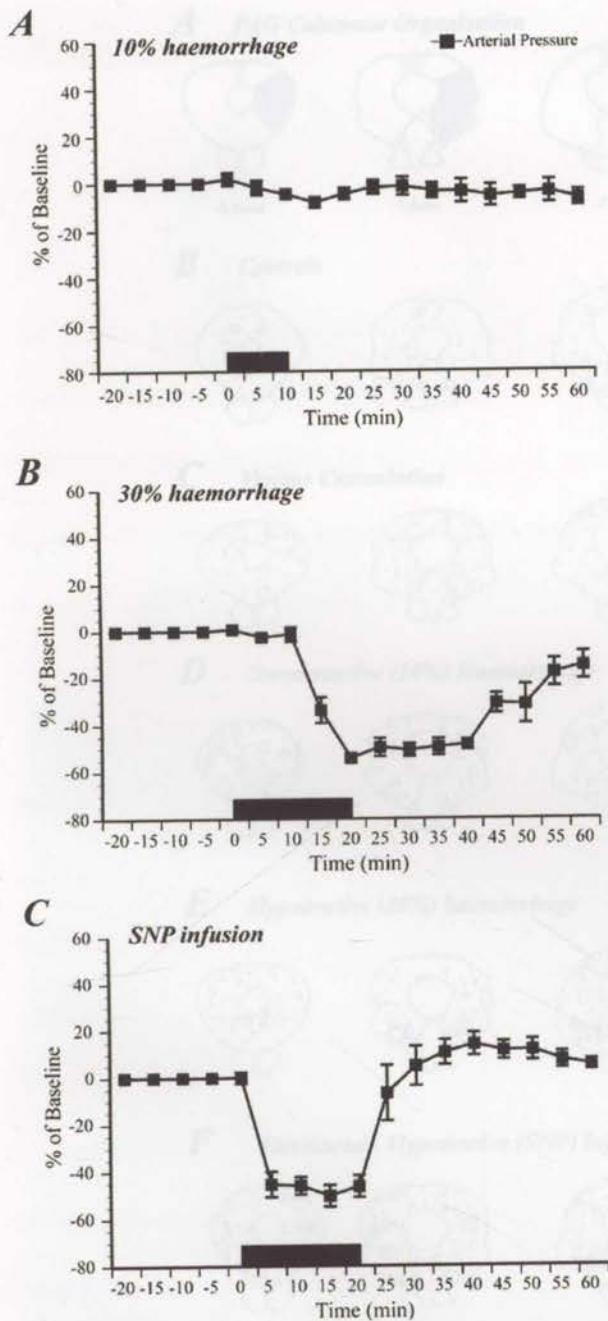 A
10% haemorrhage
Arterial Pressure
60
40
20
0
-20
-40
-60
-80
% of Baseline
-20 -15 -10 -5 0 5 10 15 20 25 30 35 40 45 50 55 60
Time (min)
B
30% haemorrhage
60
40
20
0
-20
-40
-60
-80
% of Baseline
-20 -15 -10 -5 0 5 10 15 20 25 30 35 40 45 50 55 60
Time (min)
C
SNP infusion
60
40
20
0
-20
-40
-60
-80
% of Baseline
-20 -15 -10 -5 0 5 10 15 20 25 30 35 40 45 50 55 60
Time (min)
A
B Controls
C
D
E Hypotensive
haemorrhage
F
Hypotensive (SNP)